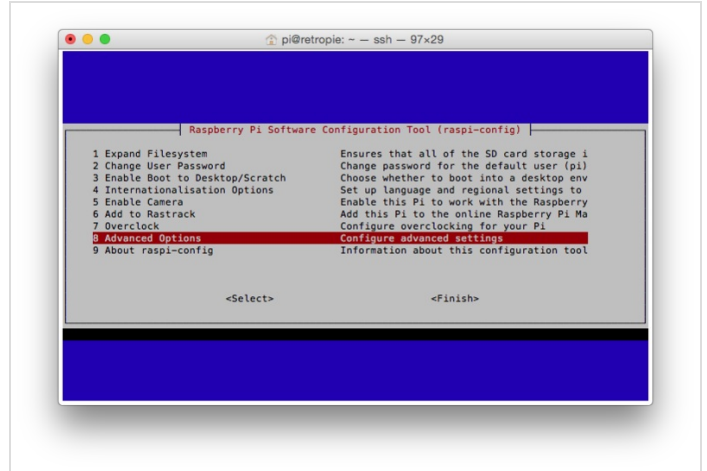 pi@retropie: ~ — ssh — 97×29
Raspberry Pi Software Configuration Tool (raspi-config)
1 Expand Filesystem Ensures that all of the SD card storage i
2 Change User Password Change password for the default user (pi)
3 Enable Boot to Desktop/Scratch Choose whether to boot into a desktop env
4 Internationalisation Options Set up language and regional settings to
5 Enable Camera Enable this Pi to work with the Raspberry
6 Add to Rastrack Add this Pi to the online Raspberry Pi Ma
7 Overclock Configure overclocking for your Pi
8 Advanced Options Configure advanced settings
9 About raspi-config Information about this configuration tool
<Select> <Finish>